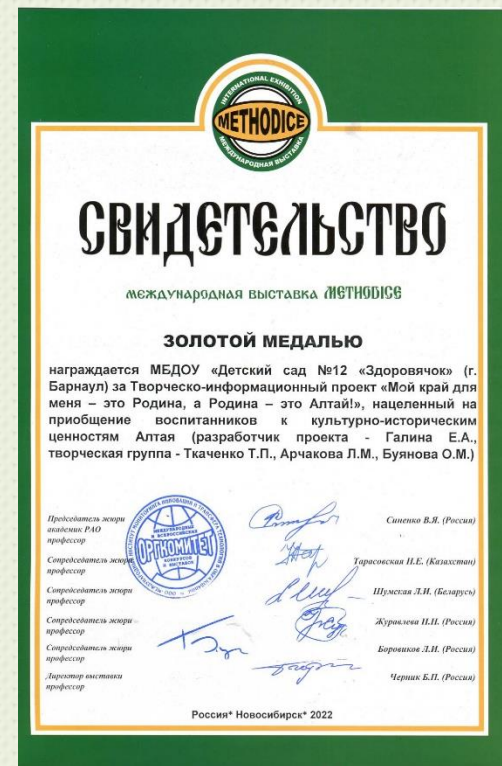 INTERNATIONAL EXHIBITION
METHODICE
МЕЖДУНАРОДНАЯ ВЫСТАВКА
СВИДЕТЕЛЬСТВО
МЕЖДУНАРОДНАЯ ВЫСТАВКА METHODICE
ЗОЛОТОЙ МЕДАЛЬЮ
награждается МБДОУ «Детский сад №12 «Здоровячок» (г.
Барнаул) за Творческо-информационный проект «Мой край для
меня – это Родина, а Родина – это Алтай!», нацеленный на
приобщение воспитанников к культурно-историческим
ценностям Алтая (разработчик проекта - Галина Е.А.,
творческая группа - Ткаченко Т.П., Арчакова Л.М., Буянова О.М.)
Председатель жюри
академик РАО
профессор
Синенко В.Я. (Россия)
Сопредседатель жюри
профессор
Тарасовская Н.Е. (Казахстан)
Сопредседатель жюри
профессор
Шумская Л.И. (Беларусь)
Сопредседатель жюри
профессор
Журавлева Н.Н. (Россия)
Сопредседатель жюри
профессор
Боровиков Л.И. (Россия)
Директор выставки
профессор
Черник Б.П. (Россия)
МЕЖДУНАРОДНЫХ
И ВСЕРОССИЙСКИХ
ОРГКОМИТЕТ
КОНКУРСОВ
И ВЫСТАВОК
Россия* Новосибирск* 2022